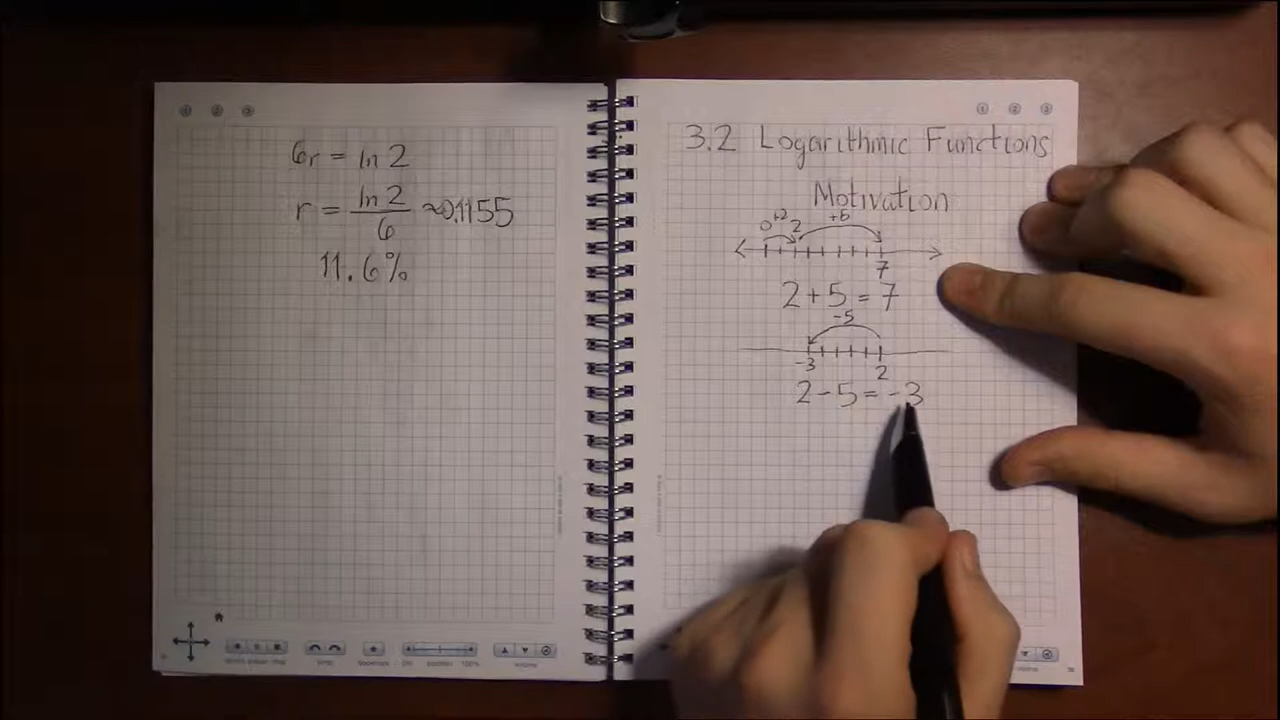 6r = ln 2
r = ln 2 / 6 ≈ 0.1155
11.6%
3.2 Logarithmic Functions
Motivation
0 +2 2 +5
7
2 + 5 = 7
-5
-3 2
2 - 5 = -3